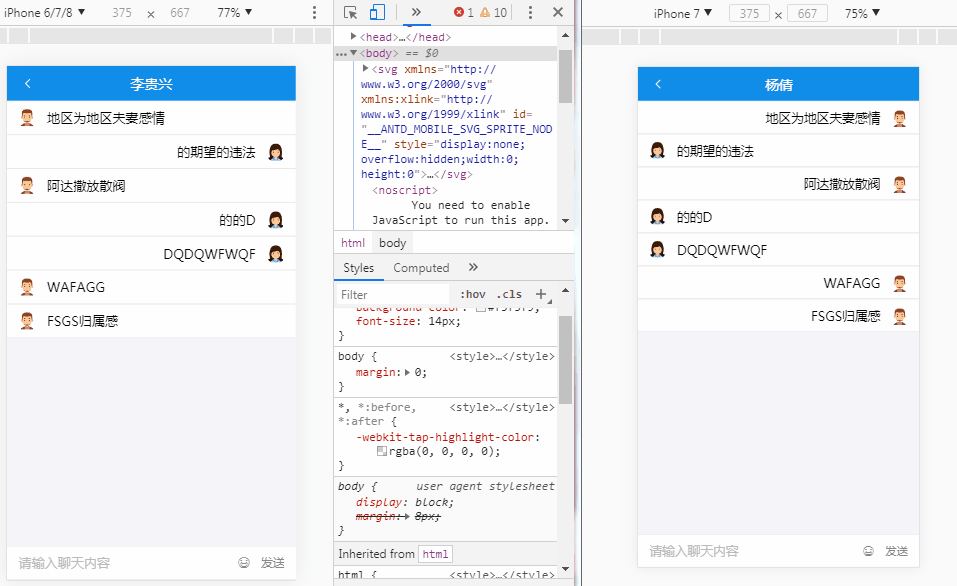 iPhone 6/7/8 ▼ 375 × 667 77% ▼
李贵兴
地区为地区夫妻感情
的期望的违法
阿达撒放散阀
的的D
DQDQWFWQF
WAFAGG
FSGS归属感
请输入聊天内容 发送
» 1 10
▶<head>…</head>
…▼<body> == $0
▶<svg xmlns="http://
www.w3.org/2000/svg"
xmlns:xlink="http://
www.w3.org/1999/xlink" id=
"__ANTD_MOBILE_SVG_SPRITE_NOD
E__" style="display:none;
overflow:hidden;width:0;
height:0">…</svg>
<noscript>
You need to enable
JavaScript to run this app.
html body
Styles Computed »
Filter :hov .cls +
font-size: 14px;
}
body { <style>…</style>
margin:▶0;
}
*, *:before, <style>…</style>
*:after {
-webkit-tap-highlight-color:
rgba(0, 0, 0, 0);
}
body { user agent stylesheet
display: block;
margin:▶8px;
}
Inherited from html
html { <style>…</style>
iPhone 7 ▼ 375 × 667 75% ▼
杨倩
地区为地区夫妻感情
的期望的违法
阿达撒放散阀
的的D
DQDQWFWQF
WAFAGG
FSGS归属感
请输入聊天内容 发送